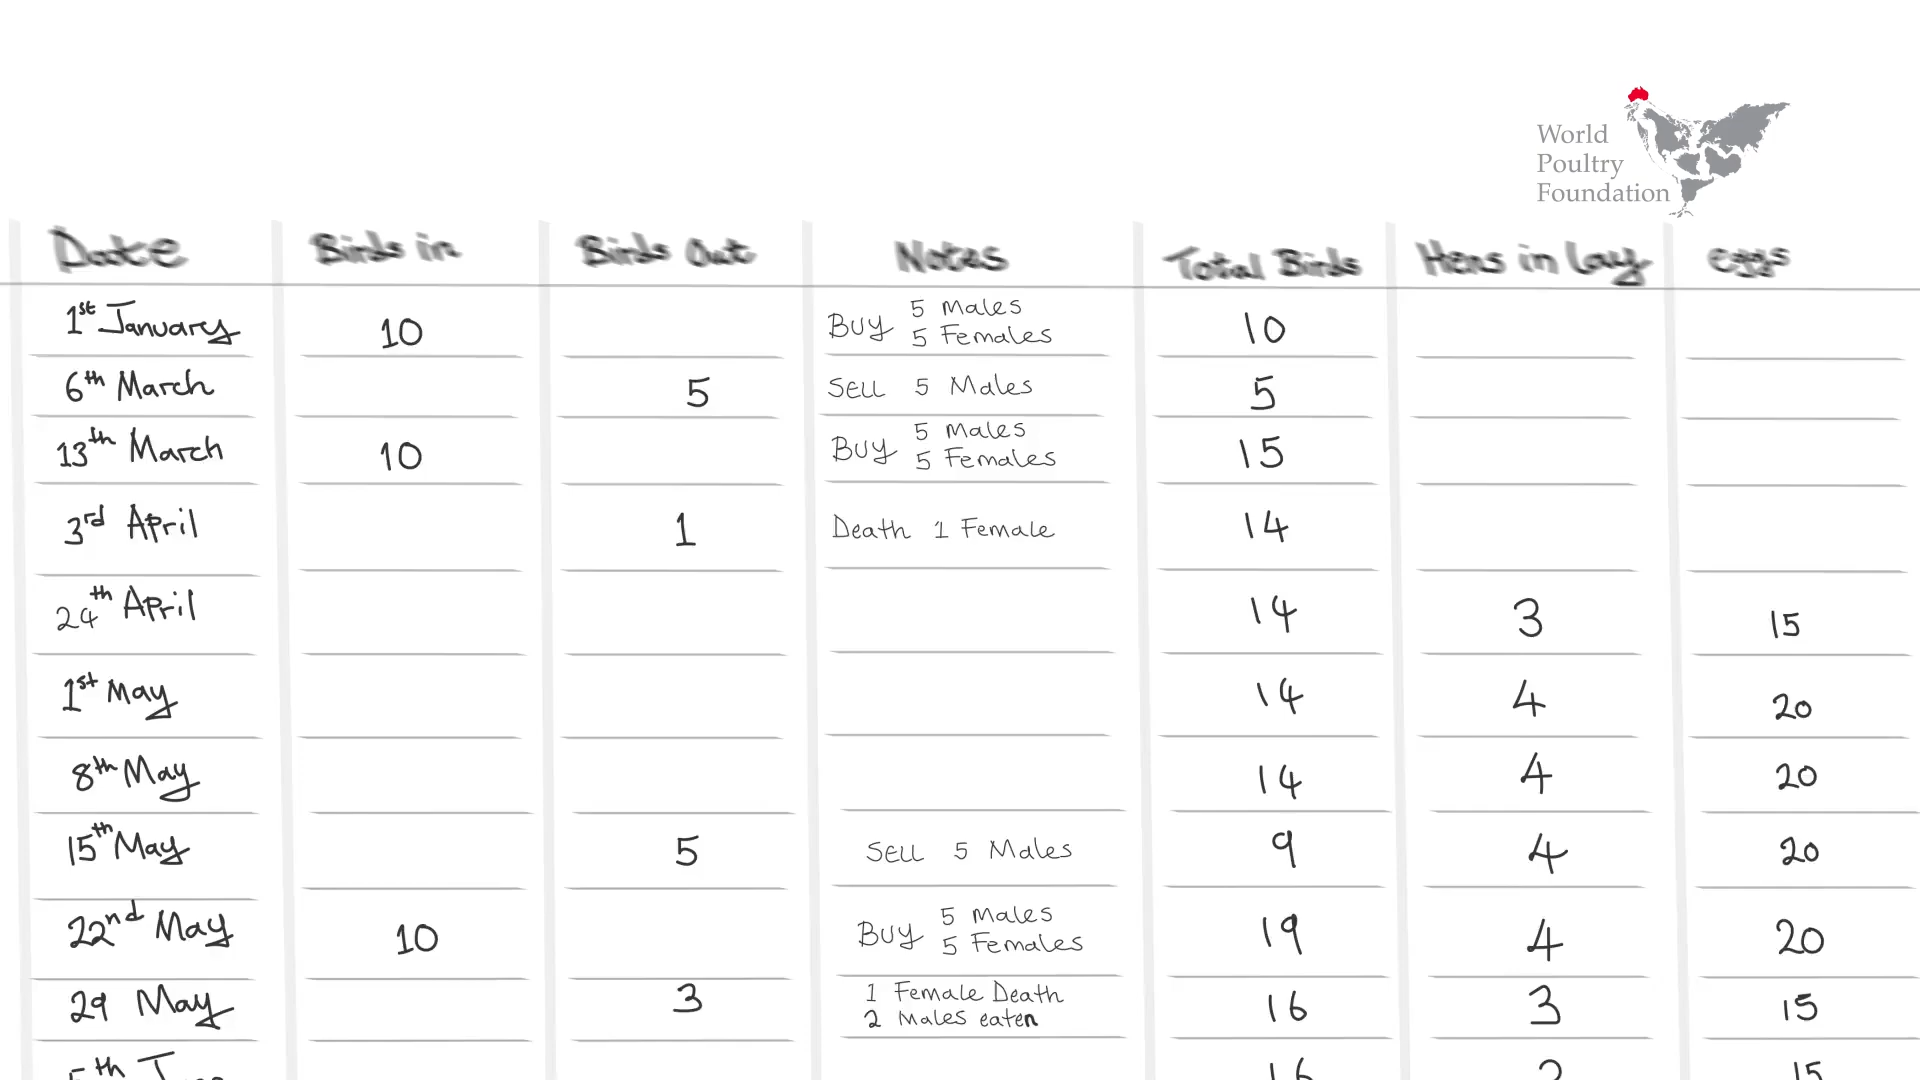 World
Poultry
Foundation
Date Birds in Birds Out Notes Total Birds Hens in lay eggs
1st January 10 Buy 5 Males 5 Females 10
6th March 5 SELL 5 Males 5
13th March 10 Buy 5 Males 5 Females 15
3rd April 1 Death 1 Female 14
24th April 14 3 15
1st May 14 4 20
8th May 14 4 20
15th May 5 SELL 5 Males 9 4 20
22nd May 10 Buy 5 Males 5 Females 19 4 20
29 May 3 1 Female Death 2 Males eaten 16 3 15
16 15